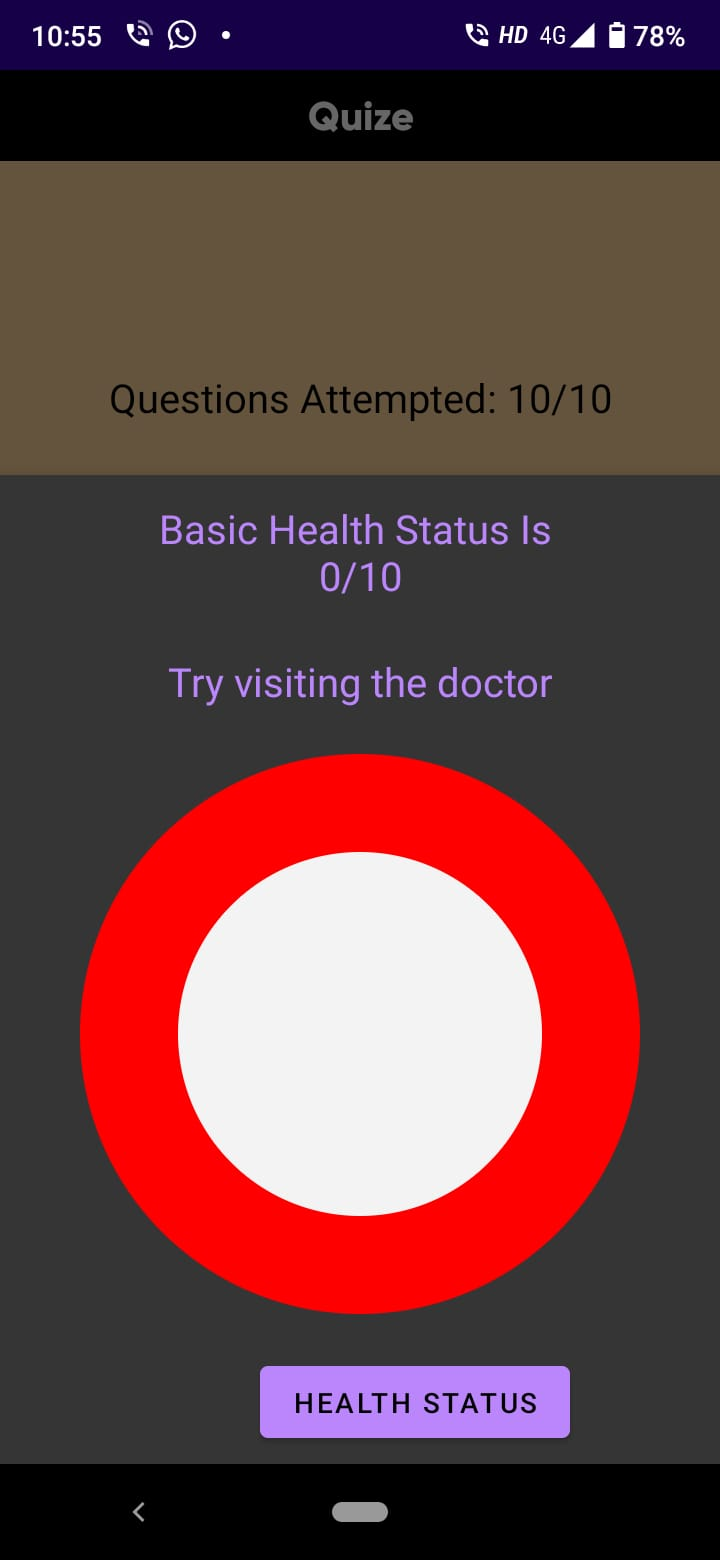 10:55 HD 4G 78%
Quize
Questions Attempted: 10/10
Basic Health Status Is
0/10
Try visiting the doctor
HEALTH STATUS